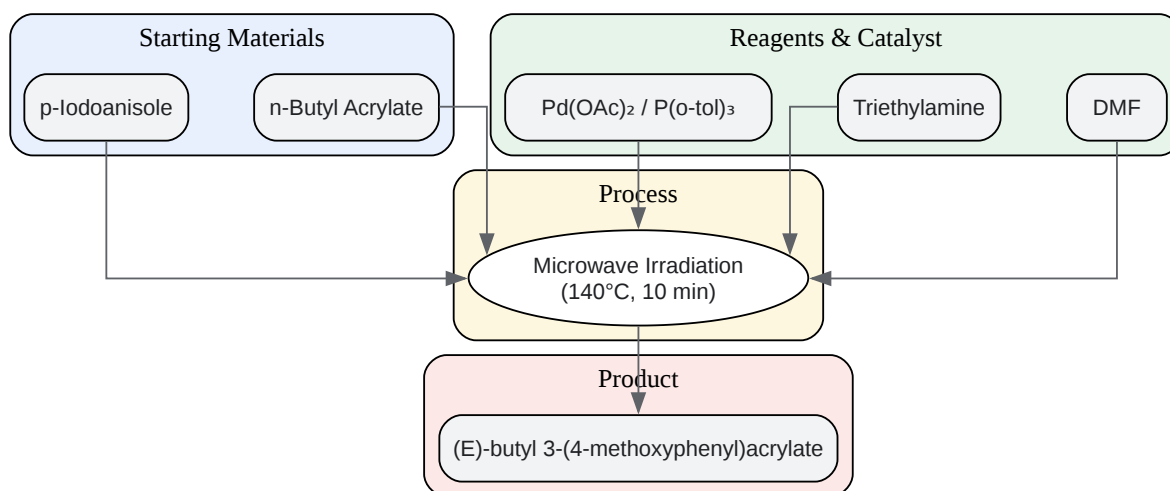 Starting Materials
Reagents & Catalyst
p-Iodoanisole
n-Butyl Acrylate
Pd(OAc)₂ / P(o-tol)₃
Triethylamine
DMF
Process
Microwave Irradiation
(140°C, 10 min)
Product
(E)-butyl 3-(4-methoxyphenyl)acrylate